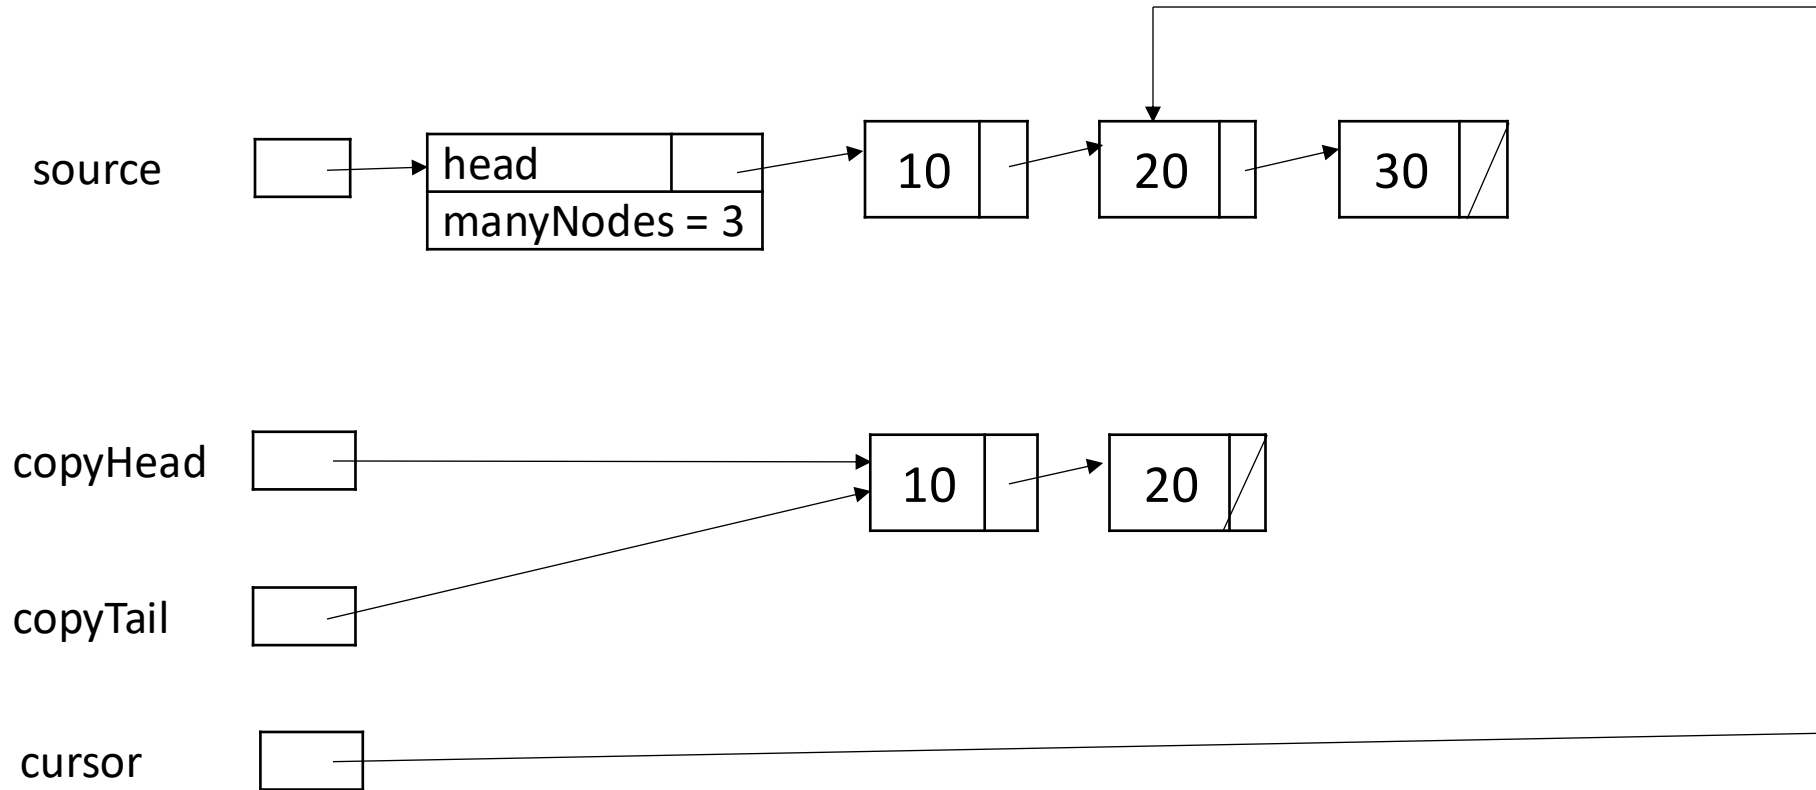 source
head
10
20
30
manyNodes = 3
copyHead
10
20
copyTail
cursor